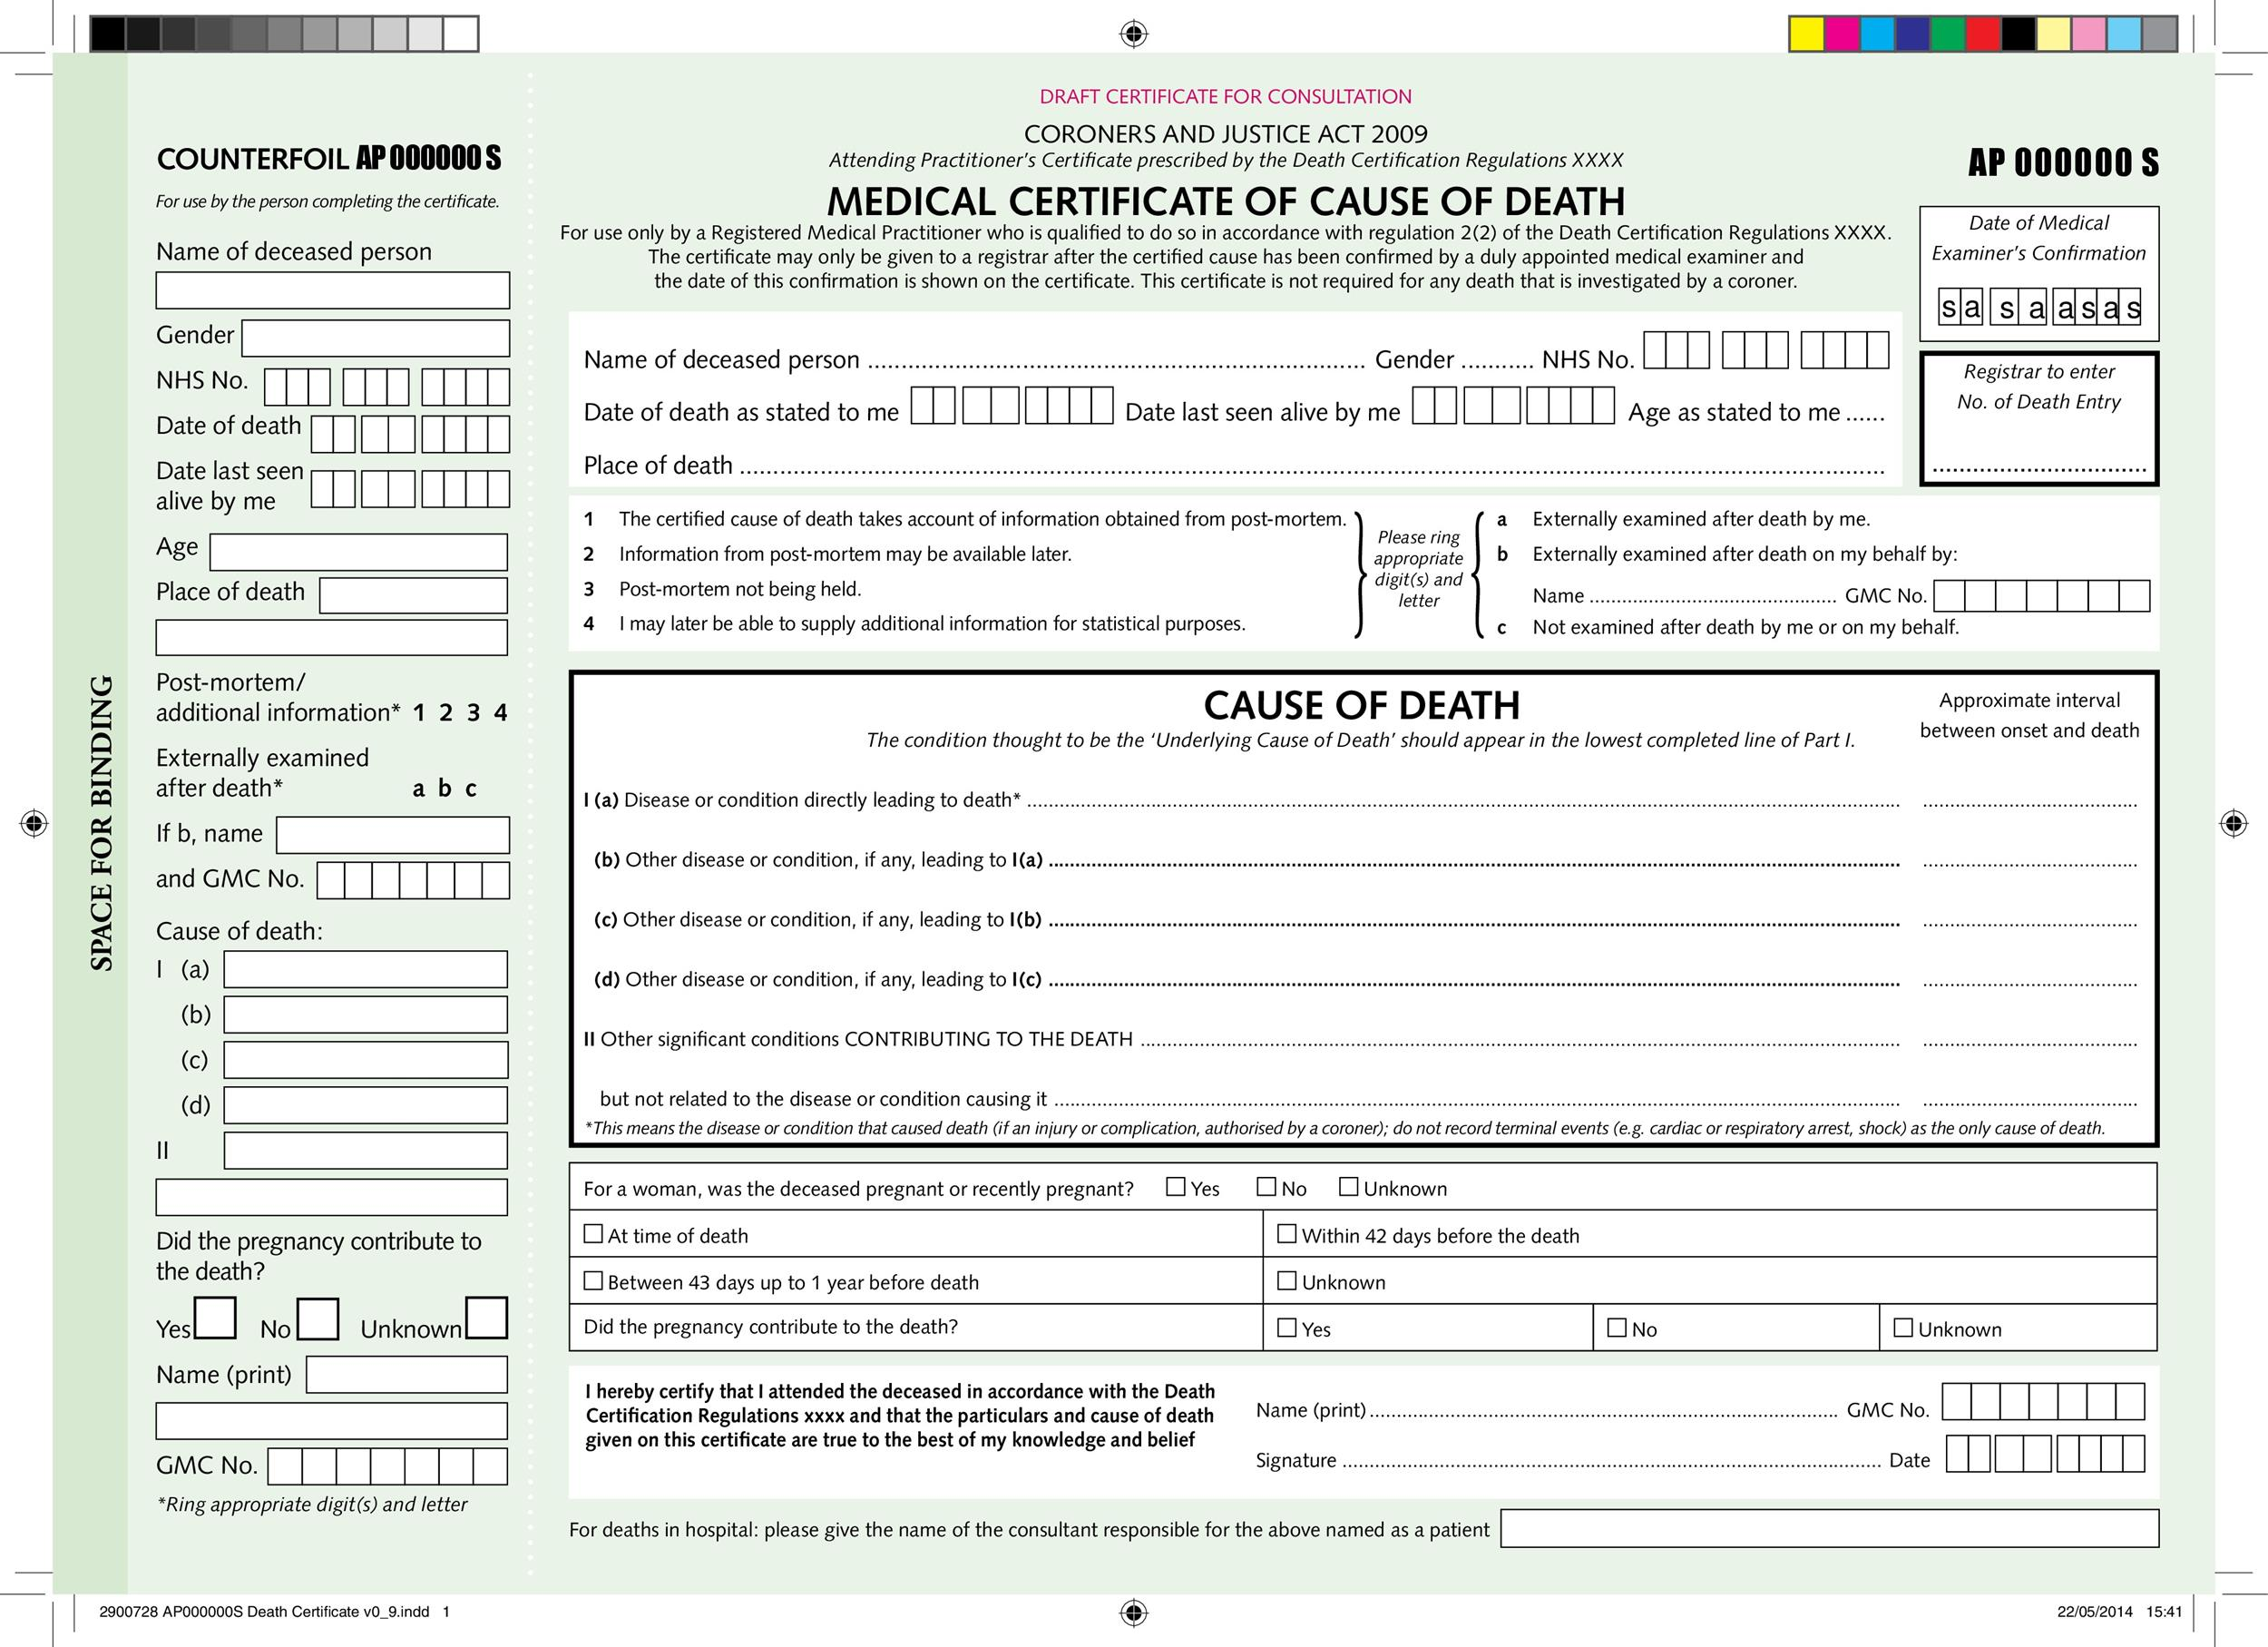 DRAFT CERTIFICATE FOR CONSULTATION
CORONERS AND JUSTICE ACT 2009
Attending Practitioner's Certificate prescribed by the Death Certification Regulations XXXX
MEDICAL CERTIFICATE OF CAUSE OF DEATH
For use only by a Registered Medical Practitioner who is qualified to do so in accordance with regulation 2(2) of the Death Certification Regulations XXXX.
The certificate may only be given to a registrar after the certified cause has been confirmed by a duly appointed medical examiner and
the date of this confirmation is shown on the certificate. This certificate is not required for any death that is investigated by a coroner.
AP 000000 S
Date of Medical
Examiner's Confirmation
sa s a asas
Registrar to enter
No. of Death Entry
SPACE FOR BINDING
COUNTERFOIL AP 000000 S
For use by the person completing the certificate.
Name of deceased person
Gender
NHS No.
Date of death
Date last seen
alive by me
Age
Place of death
Post-mortem/
additional information* 1 2 3 4
Externally examined
after death* a b c
If b, name
and GMC No.
Cause of death:
I (a)
(b)
(c)
(d)
II
Did the pregnancy contribute to
the death?
Yes No Unknown
Name (print)
GMC No.
*Ring appropriate digit(s) and letter
Name of deceased person Gender NHS No.
Date of death as stated to me Date last seen alive by me Age as stated to me
Place of death
1 The certified cause of death takes account of information obtained from post-mortem.
2 Information from post-mortem may be available later.
3 Post-mortem not being held.
4 I may later be able to supply additional information for statistical purposes.
Please ring
appropriate
digit(s) and
letter
a Externally examined after death by me.
b Externally examined after death on my behalf by:
Name GMC No.
c Not examined after death by me or on my behalf.
CAUSE OF DEATH
The condition thought to be the 'Underlying Cause of Death' should appear in the lowest completed line of Part I.
Approximate interval
between onset and death
I (a) Disease or condition directly leading to death*
(b) Other disease or condition, if any, leading to I(a)
(c) Other disease or condition, if any, leading to I(b)
(d) Other disease or condition, if any, leading to I(c)
II Other significant conditions CONTRIBUTING TO THE DEATH
but not related to the disease or condition causing it
*This means the disease or condition that caused death (if an injury or complication, authorised by a coroner); do not record terminal events (e.g. cardiac or respiratory arrest, shock) as the only cause of death.
For a woman, was the deceased pregnant or recently pregnant? Yes No Unknown
At time of death Within 42 days before the death
Between 43 days up to 1 year before death Unknown
Did the pregnancy contribute to the death? Yes No Unknown
I hereby certify that I attended the deceased in accordance with the Death
Certification Regulations xxxx and that the particulars and cause of death
given on this certificate are true to the best of my knowledge and belief
Name (print) GMC No.
Signature Date
For deaths in hospital: please give the name of the consultant responsible for the above named as a patient
2900728 AP000000S Death Certificate v0_9.indd 1
22/05/2014 15:41